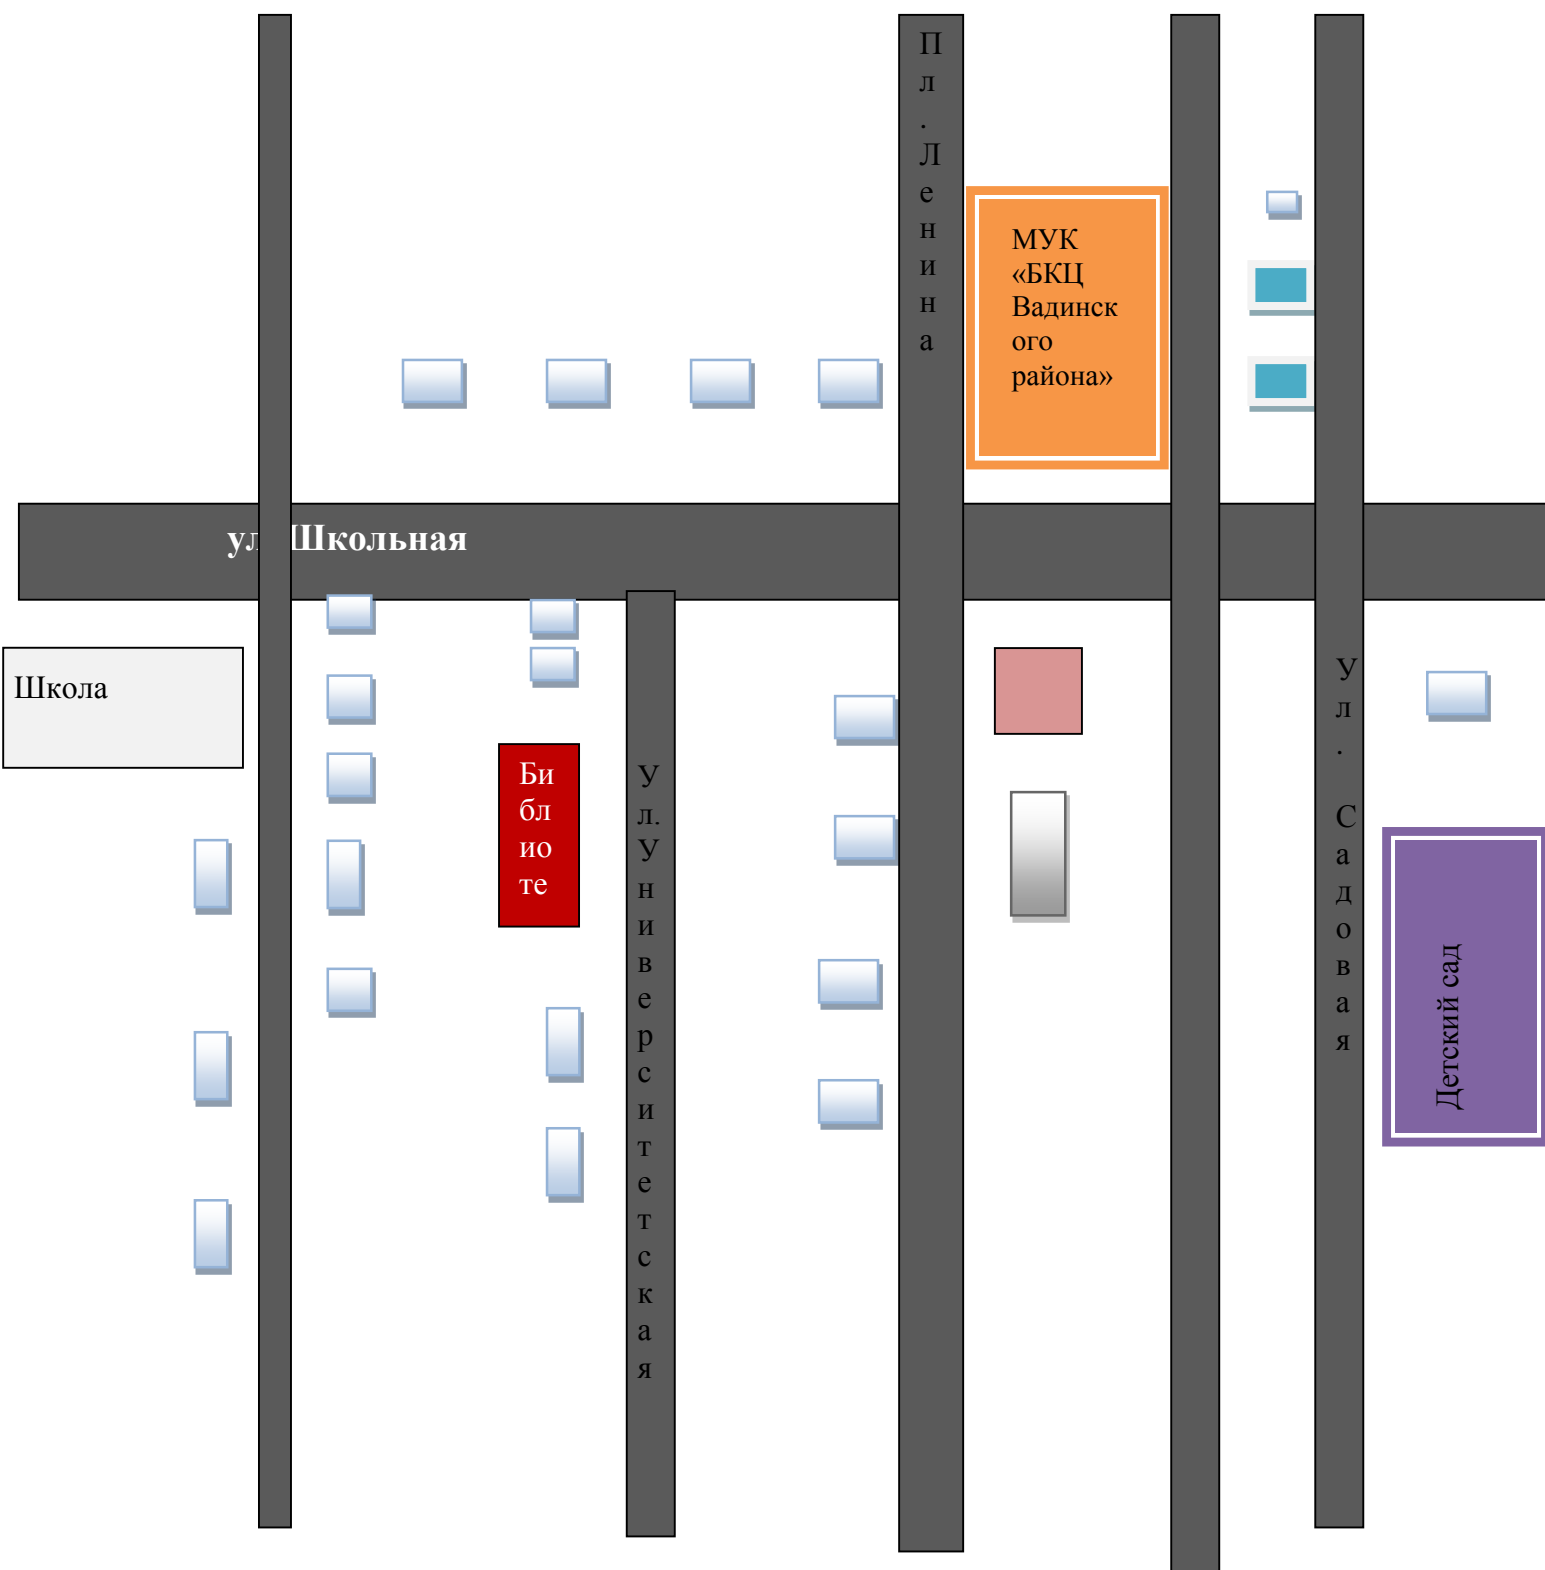 Пл.Ленина
МУК
«БКЦ
Вадинск
ого
района»
ул Школьная
Школа
Би
бл
ио
те
Ул.Университетская
Ул. Садовая
Детский сад